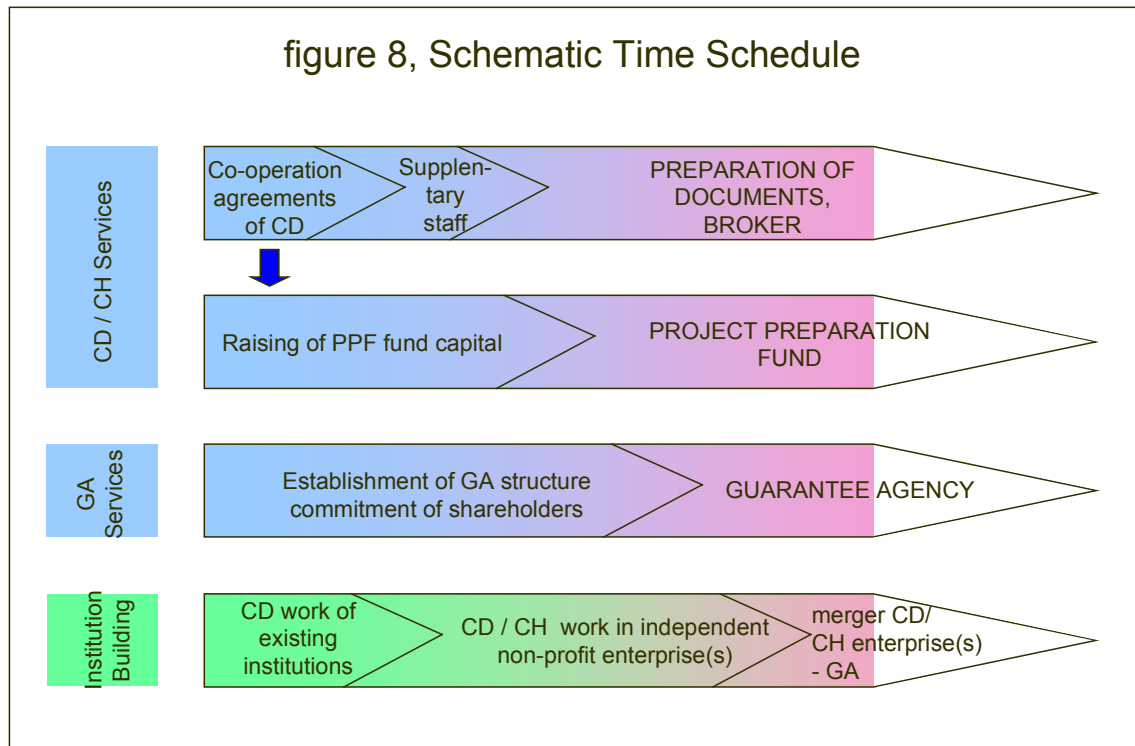 figure 8, Schematic Time Schedule
CD / CH Services
Co-operation
agreements
of CD
Supplen-
tary
staff
PREPARATION OF
DOCUMENTS,
BROKER
Raising of PPF fund capital
PROJECT PREPARATION
FUND
GA
Services
Establishment of GA structure
commitment of shareholders
GUARANTEE AGENCY
Institution
Building
CD work of
existing
institutions
CD / CH work in independent
non-profit enterprise(s)
merger CD/
CH enterprise(s)
- GA